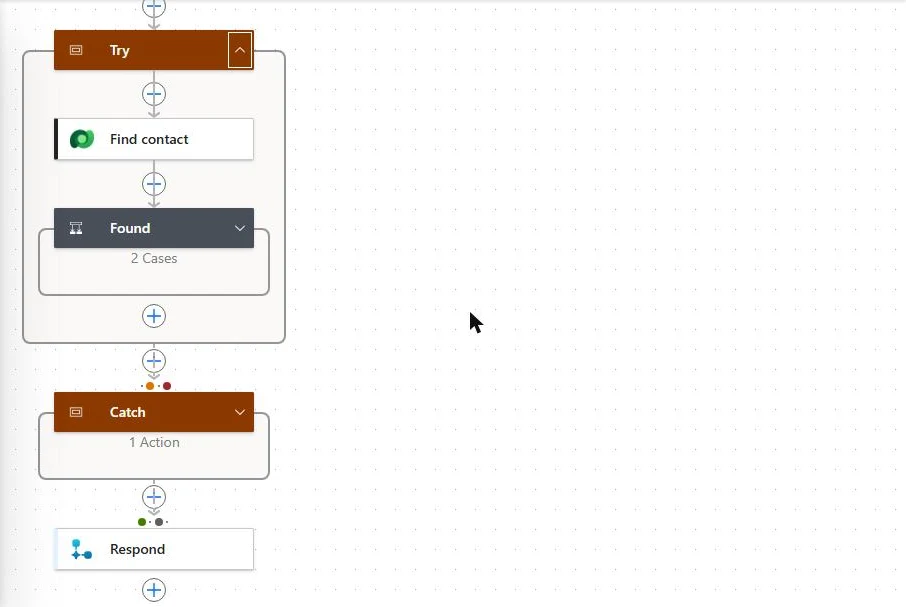 Try
Find contact
Found
2 Cases
Catch
1 Action
Respond